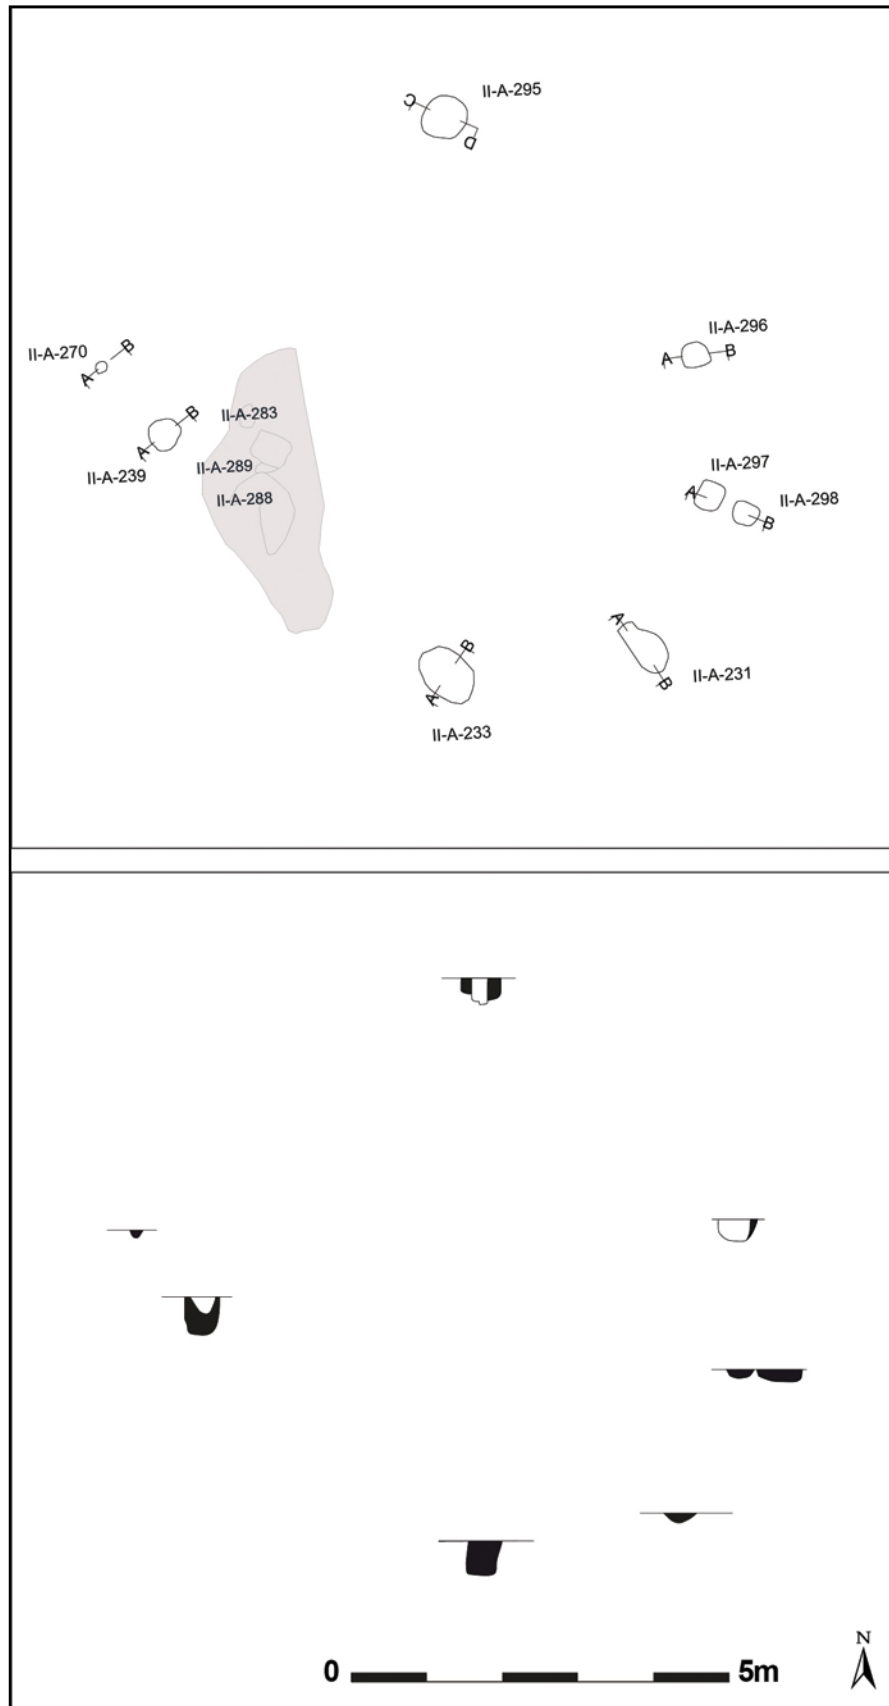 II-A-295
C
D
II-A-296
A B
II-A-270
B
A
II-A-283
B
A
II-A-239
II-A-289
II-A-288
II-A-297
A
II-A-298
B
A
B
II-A-231
B
A
II-A-233
N
0 5m